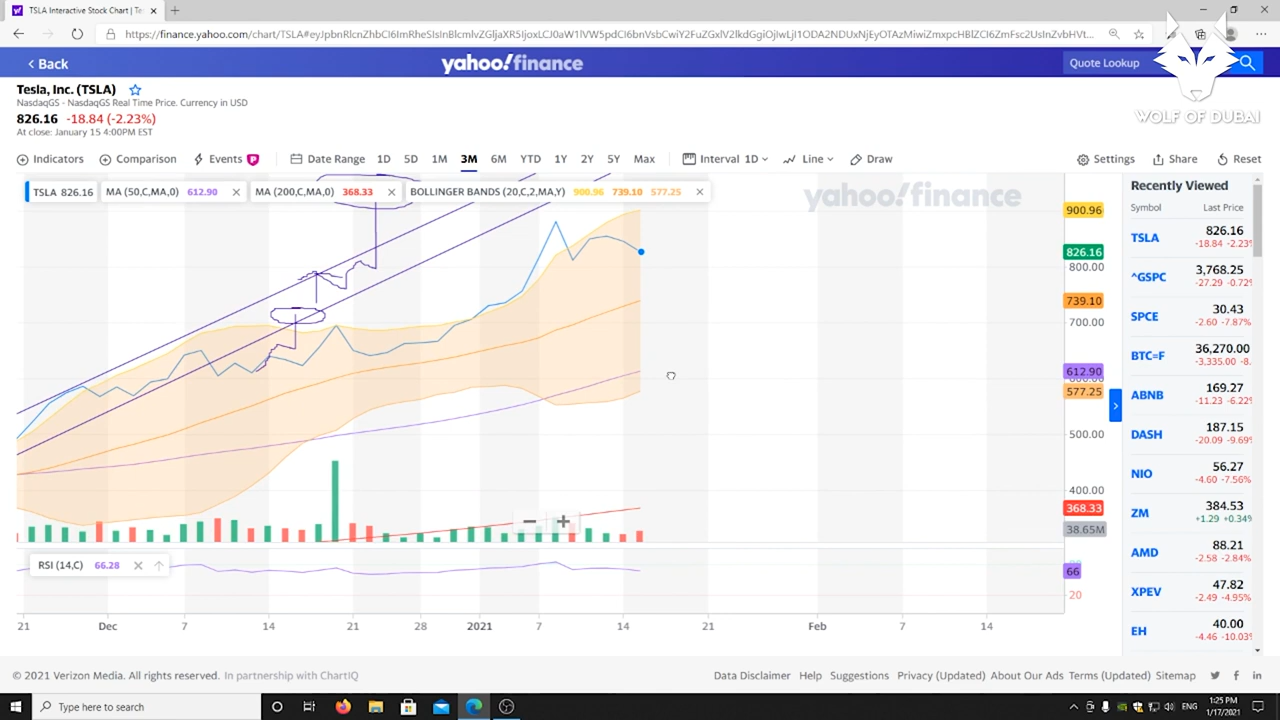 TSLA Interactive Stock Chart | Te
https://finance.yahoo.com/chart/TSLA
< Back
yahoo!finance
Quote Lookup
WOLF OF DUBAI
Tesla, Inc. (TSLA)
NasdaqGS - NasdaqGS Real Time Price. Currency in USD
826.16 -18.84 (-2.23%)
At close: January 15 4:00PM EST
Indicators Comparison Events P Date Range 1D 5D 1M 3M 6M YTD 1Y 2Y 5Y Max Interval 1D Line Draw Settings Share Reset
TSLA 826.16 MA (50,C,MA,0) 612.90 MA (200,C,MA,0) 368.33 BOLLINGER BANDS (20,C,2,MA,Y) 900.96 739.10 577.25
yahoo!finance
900.96
826.16
800.00
739.10
700.00
612.90
577.25
500.00
400.00
368.33
38.65M
RSI (14,C) 66.28
66
20
21 Dec 7 14 21 28 2021 7 14 21 Feb 7 14
Recently Viewed
Symbol Last Price
TSLA 826.16
-18.84 -2.23%
^GSPC 3,768.25
-27.29 -0.72%
SPCE 30.43
-2.60 -7.87%
BTC=F 36,270.00
-3,335.00 -8.
ABNB 169.27
-11.23 -6.22%
DASH 187.15
-20.09 -9.69%
NIO 56.27
-4.60 -7.56%
ZM 384.53
+1.29 +0.34%
AMD 88.21
-2.58 -2.84%
XPEV 47.82
-2.49 -4.95%
EH 40.00
-4.46 -10.03%
© 2021 Verizon Media. All rights reserved. In partnership with ChartIQ
Data Disclaimer Help Suggestions Privacy (Updated) About Our Ads Terms (Updated) Sitemap
Type here to search
ENG
1:25 PM
1/17/2021